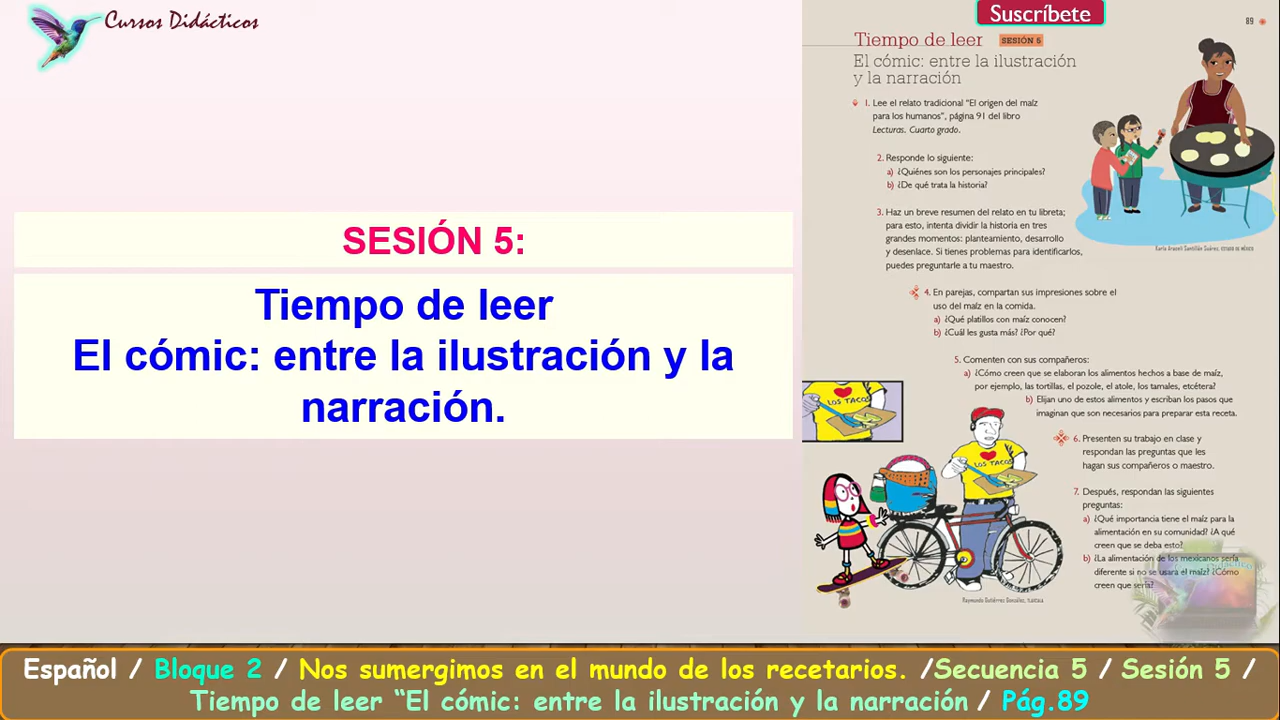 Cursos Didácticos
SESIÓN 5:
Tiempo de leer
El cómic: entre la ilustración y la
narración.
Suscríbete
89
Tiempo de leer SESIÓN 5
El cómic: entre la ilustración
y la narración
1. Lee el relato tradicional "El origen del maíz
para los humanos", página 91 del libro
Lecturas. Cuarto grado.
2. Responde lo siguiente:
a) ¿Quiénes son los personajes principales?
b) ¿De qué trata la historia?
3. Haz un breve resumen del relato en tu libreta;
para esto, intenta dividir la historia en tres
grandes momentos: planteamiento, desarrollo
y desenlace. Si tienes problemas para identificarlos,
puedes preguntarle a tu maestro.
Karla Araceli Santillán Suárez, ESTADO DE MÉXICO
4. En parejas, compartan sus impresiones sobre el
uso del maíz en la comida.
a) ¿Qué platillos con maíz conocen?
b) ¿Cuál les gusta más? ¿Por qué?
5. Comenten con sus compañeros:
a) ¿Cómo creen que se elaboran los alimentos hechos a base de maíz,
por ejemplo, las tortillas, el pozole, el atole, los tamales, etcétera?
b) Elijan uno de estos alimentos y escriban los pasos que
imaginan que son necesarios para preparar esta receta.
LOS TACOS
LOS TACOS
6. Presenten su trabajo en clase y
respondan las preguntas que les
hagan sus compañeros o maestro.
7. Después, respondan las siguientes
preguntas:
a) ¿Qué importancia tiene el maíz para la
alimentación en su comunidad? ¿A qué
creen que se deba esto?
b) ¿La alimentación de los mexicanos sería
diferente si no se usara el maíz? ¿Cómo
creen que sería?
Raymundo Gutiérrez González, TLAXCALA
Español / Bloque 2 / Nos sumergimos en el mundo de los recetarios. /Secuencia 5 / Sesión 5 /
Tiempo de leer “El cómic: entre la ilustración y la narración / Pág.89